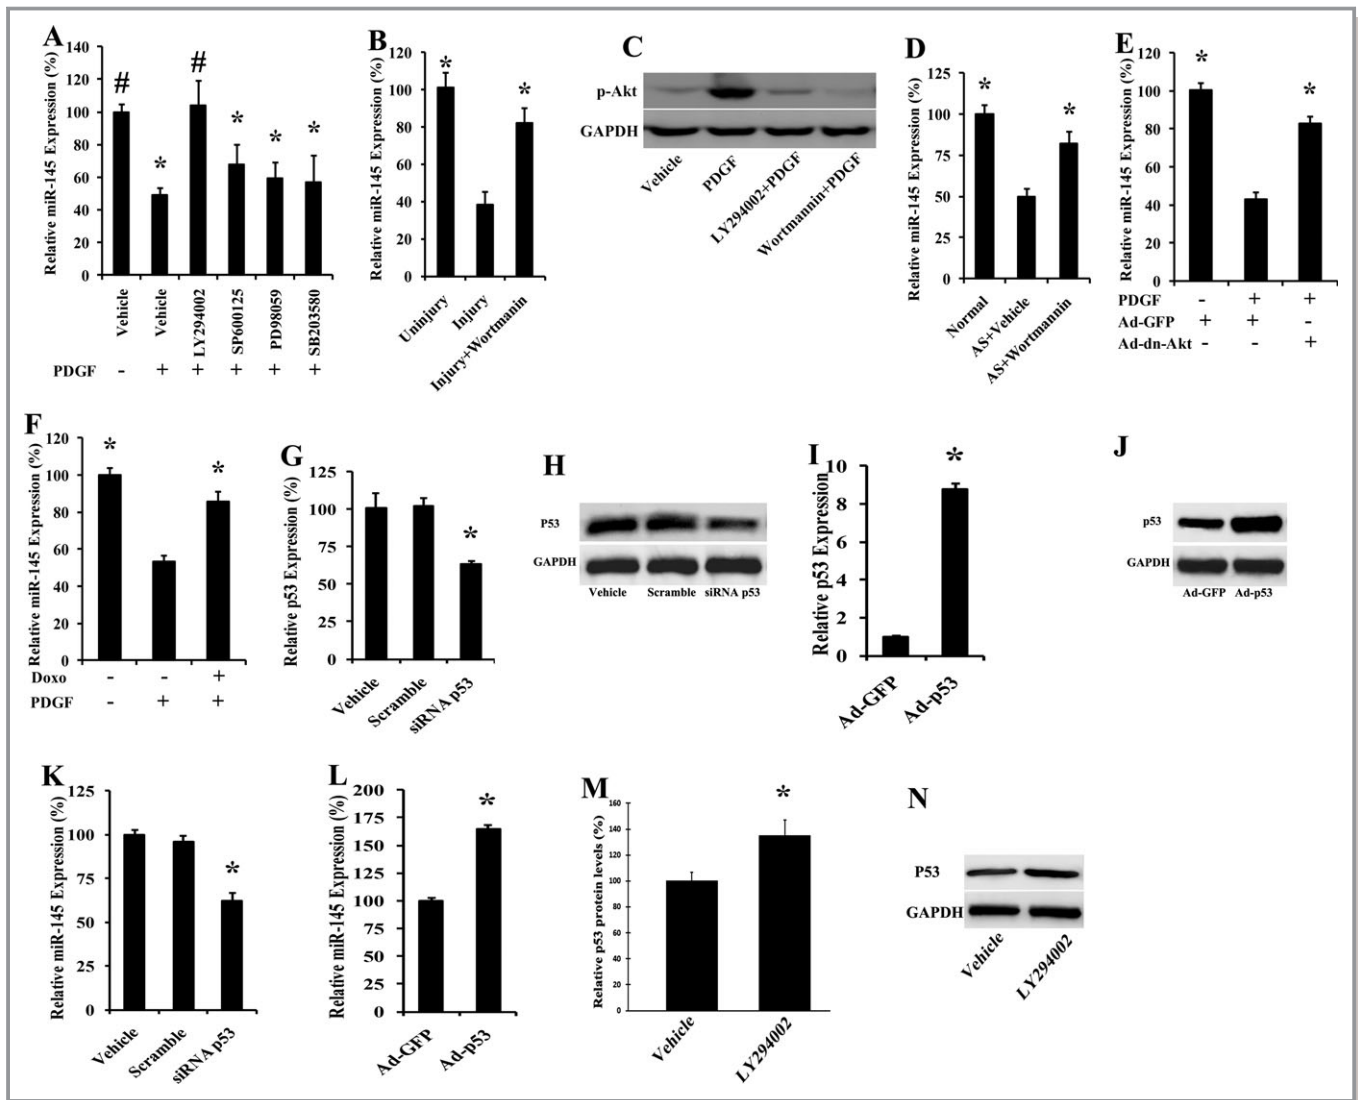 A
Relative miR-145 Expression (%)
140
120
100
80
60
40
20
0
#
*
#
*
*
*
Vehicle
Vehicle
LY294002
SP600125
PD98059
SB203580
PDGF - + + + + +
B
Relative miR-145 Expression (%)
120
100
80
60
40
20
0
*
*
Uninjury
Injury
Injury+Wortmanin
C
p-Akt
GAPDH
Vehicle
PDGF
LY294002+PDGF
Wortmannin+PDGF
D
Relative miR-145 Expression (%)
125
100
75
50
25
0
*
*
Normal
AS+Vehicle
AS+Wortmannin
E
Relative miR-145 Expression (%)
120
100
80
60
40
20
0
*
*
PDGF - + +
Ad-GFP + + -
Ad-dn-Akt - - +
F
Relative miR-145 Expression (%)
120
100
80
60
40
20
0
*
*
Doxo - - +
PDGF - + +
G
Relative p53 Expression (%)
125
100
75
50
25
0
*
Vehicle
Scramble
siRNA p53
H
P53
GAPDH
Vehicle Scramble siRNA p53
I
Relative p53 Expression
10
8
6
4
2
0
*
Ad-GFP
Ad-p53
J
p53
GAPDH
Ad-GFP Ad-p53
K
Relative miR-145 Expression (%)
125
100
75
50
25
0
*
Vehicle
Scramble
siRNA p53
L
Relative miR-145 Expression (%)
200
175
150
125
100
75
50
25
0
*
Ad-GFP
Ad-p53
M
Relative p53 protein levels (%)
160
140
120
100
80
60
40
20
0
*
Vehicle
LY294002
N
P53
GAPDH
Vehicle
LY294002